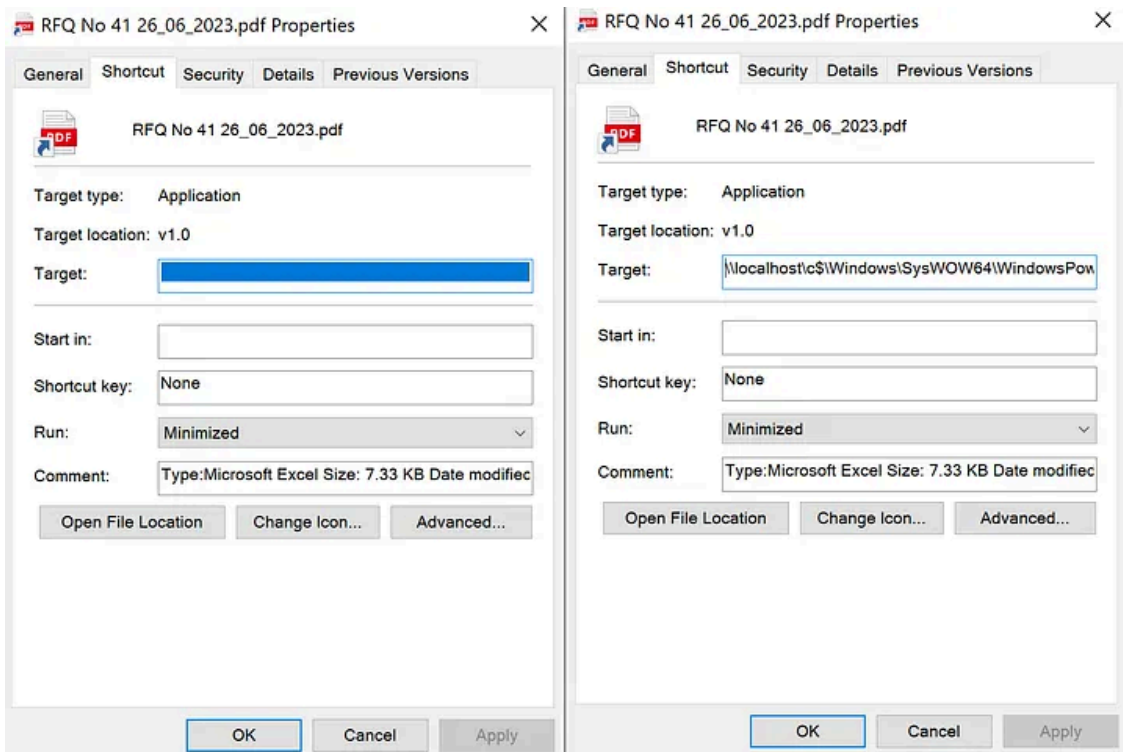 RFQ No 41 26_06_2023.pdf Properties
General Shortcut Security Details Previous Versions
PDF
RFQ No 41 26_06_2023.pdf
Target type: Application
Target location: v1.0
Target:
Start in:
Shortcut key: None
Run: Minimized
Comment: Type:Microsoft Excel Size: 7.33 KB Date modified
Open File Location Change Icon... Advanced...
OK Cancel Apply
RFQ No 41 26_06_2023.pdf Properties
General Shortcut Security Details Previous Versions
PDF
RFQ No 41 26_06_2023.pdf
Target type: Application
Target location: v1.0
Target: \\localhost\c$\Windows\SysWOW64\WindowsPow
Start in:
Shortcut key: None
Run: Minimized
Comment: Type:Microsoft Excel Size: 7.33 KB Date modified
Open File Location Change Icon... Advanced...
OK Cancel Apply